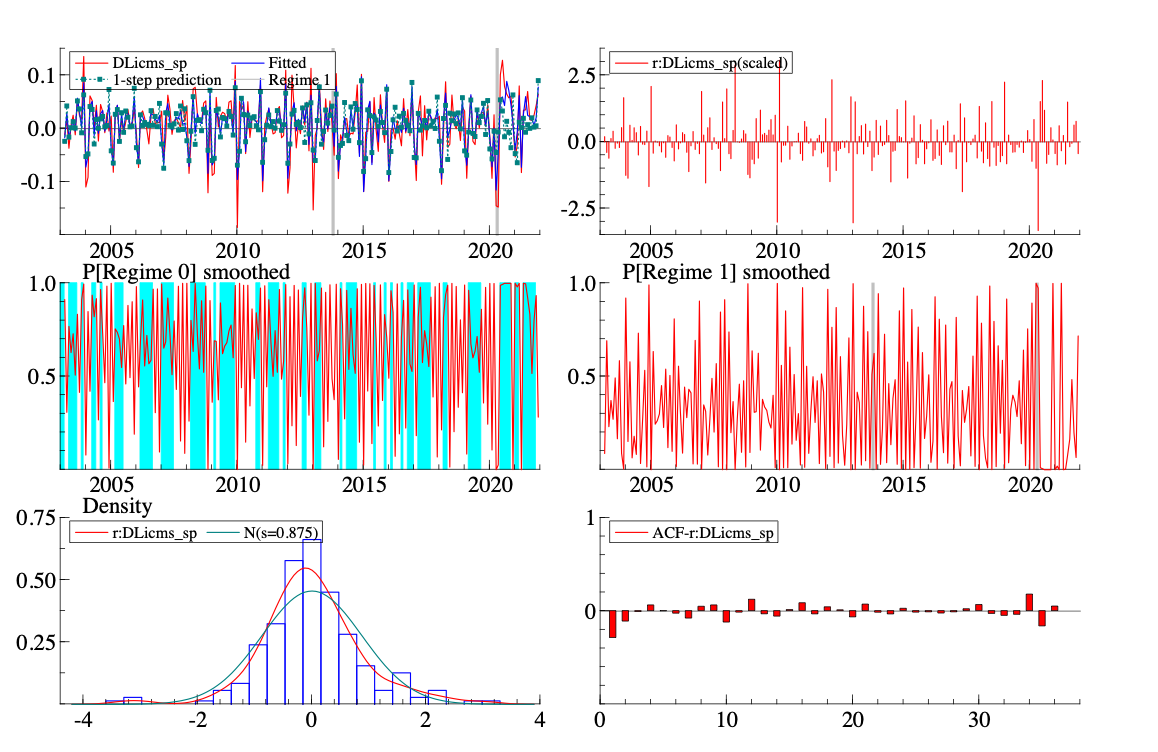 DLicms_sp Fitted
1-step prediction Regime 1
0.1
0.0
-0.1
2005 2010 2015 2020
r:DLicms_sp(scaled)
2.5
0.0
-2.5
2005 2010 2015 2020
P[Regime 0] smoothed
1.0
0.5
2005 2010 2015 2020
P[Regime 1] smoothed
1.0
0.5
2005 2010 2015 2020
Density
r:DLicms_sp N(s=0.875)
0.75
0.50
0.25
-4 -2 0 2 4
ACF-r:DLicms_sp
1
0
0 10 20 30